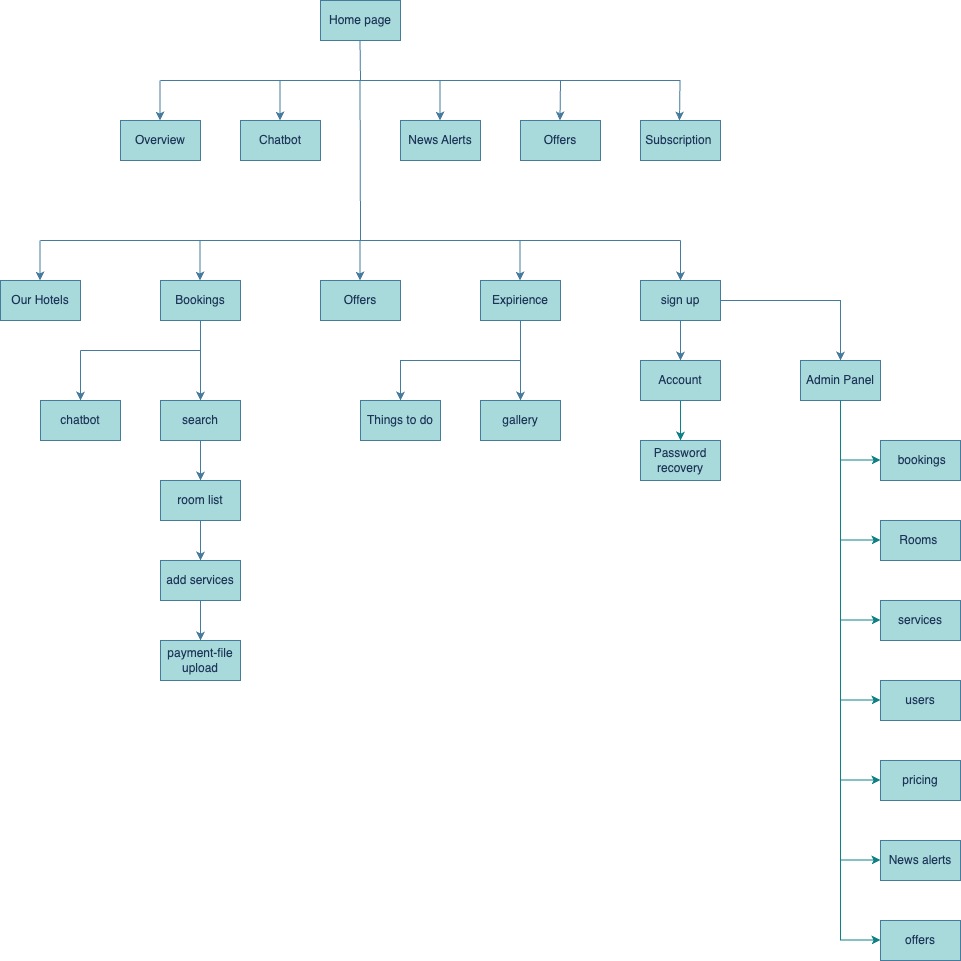 Home page
Overview
Chatbot
News Alerts
Offers
Subscription
Our Hotels
Bookings
Offers
Expirience
sign up
Account
Admin Panel
chatbot
search
Things to do
gallery
Password
recovery
bookings
room list
Rooms
add services
services
payment-file
upload
users
pricing
News alerts
offers